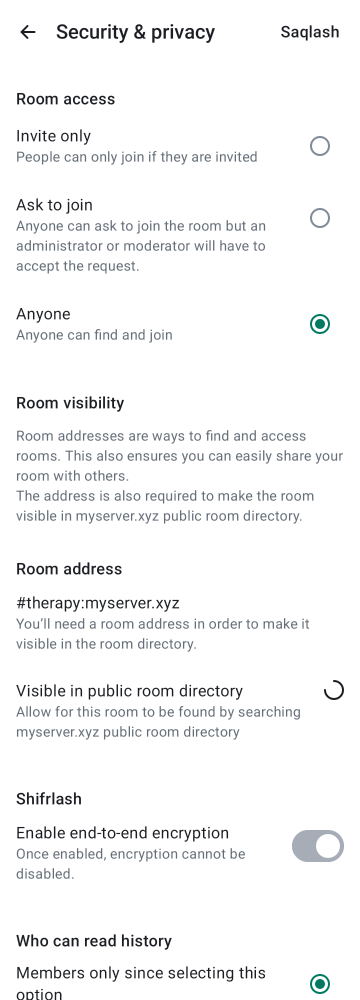 Security & privacy
Saqlash
Room access
Invite only
People can only join if they are invited
Ask to join
Anyone can ask to join the room but an
administrator or moderator will have to
accept the request.
Anyone
Anyone can find and join
Room visibility
Room addresses are ways to find and access
rooms. This also ensures you can easily share your
room with others.
The address is also required to make the room
visible in myserver.xyz public room directory.
Room address
#therapy:myserver.xyz
You’ll need a room address in order to make it
visible in the room directory.
Visible in public room directory
Allow for this room to be found by searching
myserver.xyz public room directory
Shifrlash
Enable end-to-end encryption
Once enabled, encryption cannot be
disabled.
Who can read history
Members only since selecting this
option